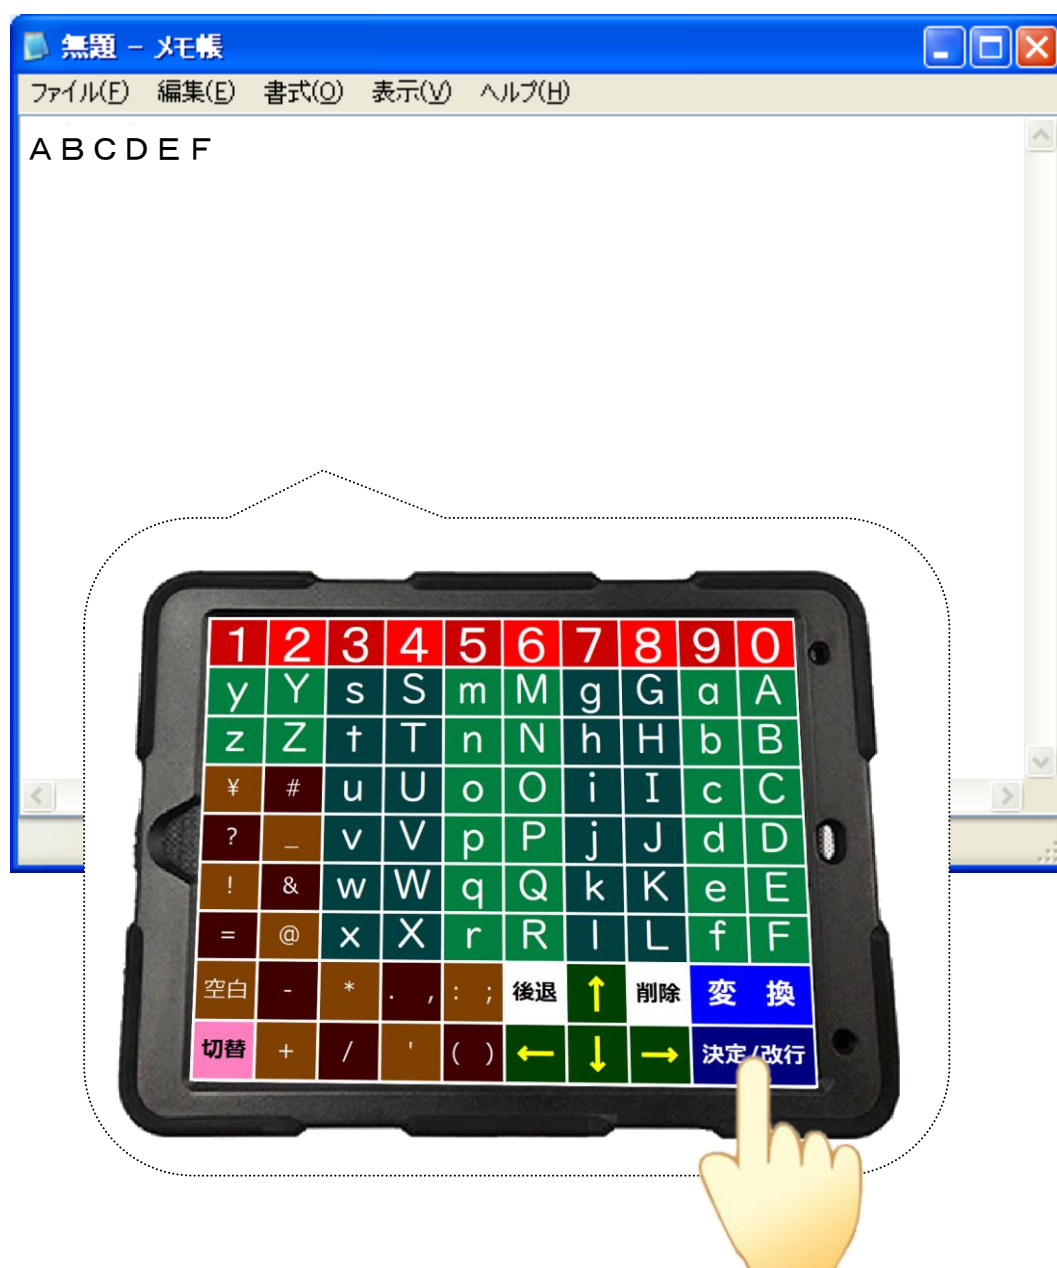 無題 - メモ帳
ファイル(F) 編集(E) 書式(O) 表示(V) ヘルプ(H)
ＡＢＣＤＥＦ
1 2 3 4 5 6 7 8 9 0
y Y s S m M g G a A
z Z t T n N h H b B
¥ # u U o O i I c C
? _ v V p P j J d D
! & w W q Q k K e E
= @ x X r R l L f F
空白 - * . , : ; 後退 ↑ 削除 変 換
切替 + / ' ( ) ← ↓ → 決定/改行